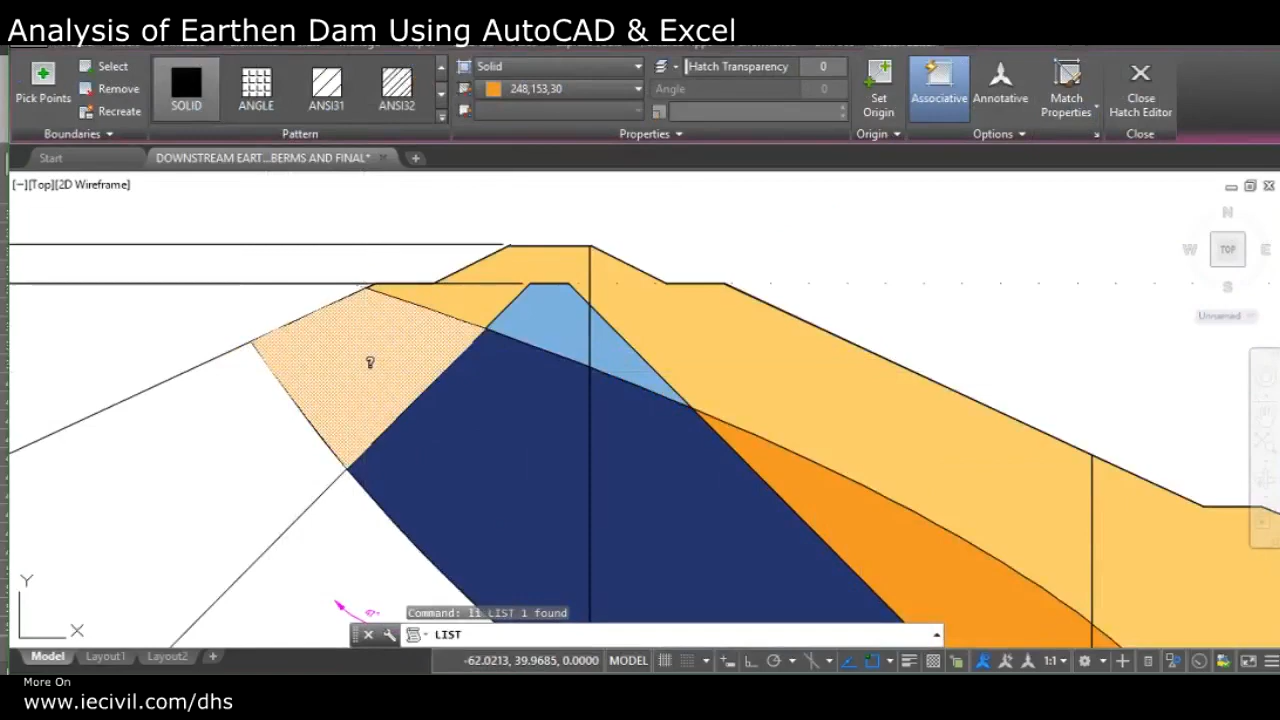 Analysis of Earthen Dam Using AutoCAD & Excel
Pick Points
Select
Remove
Recreate
SOLID
ANGLE
ANSI31
ANSI32
Solid
248,153,30
Hatch Transparency 0
Angle 0
Set Origin
Associative
Annotative
Match Properties
Close Hatch Editor
Boundaries
Pattern
Properties
Origin
Options
Close
Start
DOWNSTREAM EART...BERMS AND FINAL*
[−][Top][2D Wireframe]
N
W
TOP
E
S
Unnamed
?
Y
X
Command: li LIST 1 found
LIST
Model
Layout1
Layout2
-62.0213, 39.9685, 0.0000
MODEL
1:1
More On
www.iecivil.com/dhs